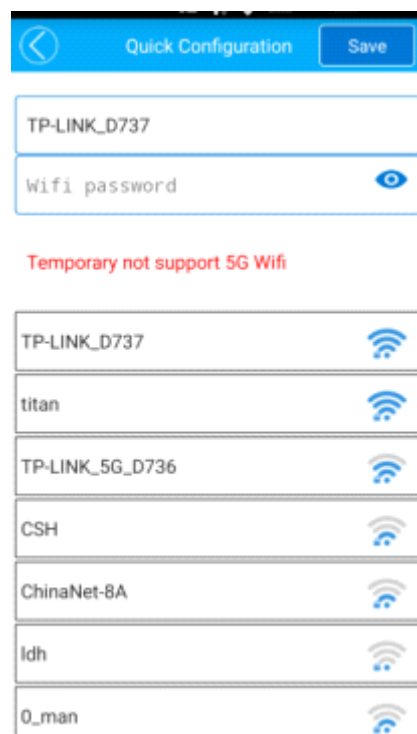 Quick Configuration
Save
TP-LINK_D737
Wifi password
Temporary not support 5G Wifi
TP-LINK_D737
titan
TP-LINK_5G_D736
CSH
ChinaNet-8A
ldh
0_man